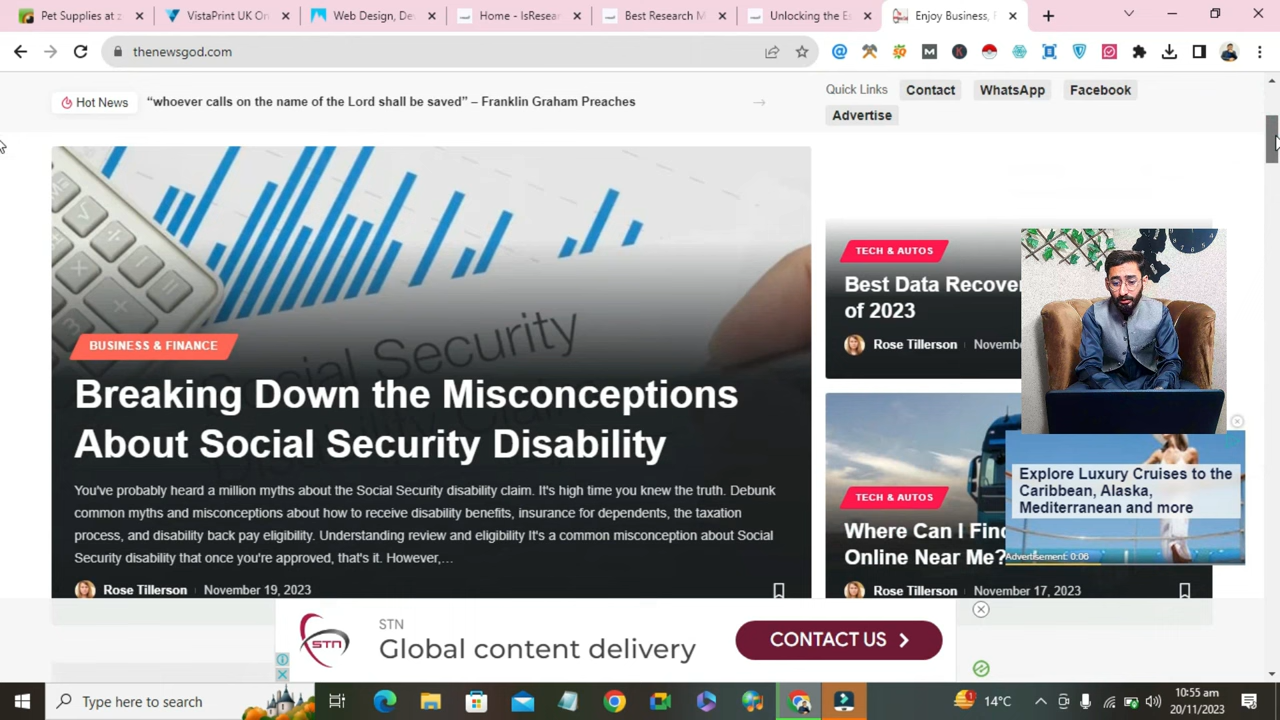 Pet Supplies at z
VistaPrint UK On
Web Design, De
Home - IsResea
Best Research M
Unlocking the E
Enjoy Business, F
thenewsgod.com
Hot News
“whoever calls on the name of the Lord shall be saved” – Franklin Graham Preaches
Quick Links
Contact
WhatsApp
Facebook
Advertise
Social Security
BUSINESS & FINANCE
Breaking Down the Misconceptions
About Social Security Disability
You've probably heard a million myths about the Social Security disability claim. It's high time you knew the truth. Debunk
common myths and misconceptions about how to receive disability benefits, insurance for dependents, the taxation
process, and disability back pay eligibility. Understanding review and eligibility It's a common misconception about Social
Security disability that once you're approved, that's it. However,…
Rose Tillerson
November 19, 2023
TECH & AUTOS
Best Data Recover
of 2023
Rose Tillerson
Novemb
TECH & AUTOS
Where Can I Find
Online Near Me?
Rose Tillerson
November 17, 2023
Explore Luxury Cruises to the
Caribbean, Alaska,
Mediterranean and more
Advertisement: 0:06
STN
STN
Global content delivery
CONTACT US
Type here to search
14°C
10:55 am
20/11/2023